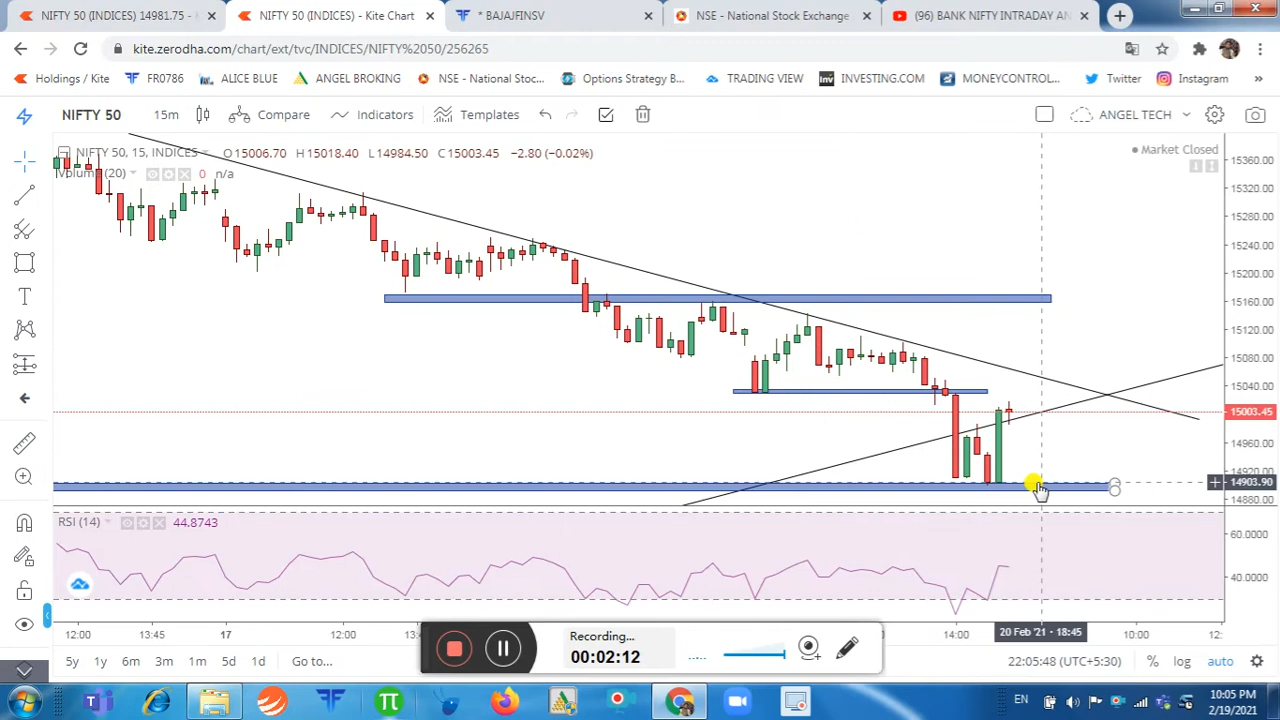 NIFTY 50 (INDICES) 14981.75 -
NIFTY 50 (INDICES) - Kite Chart
* BAJAJFINSV
NSE - National Stock Exchange
(96) BANK NIFTY INTRADAY AN
kite.zerodha.com/chart/ext/tvc/INDICES/NIFTY%2050/256265
Holdings / Kite
FR0786
ALICE BLUE
ANGEL BROKING
NSE - National Stoc...
Options Strategy B...
TRADING VIEW
INVESTING.COM
MONEYCONTROL...
Twitter
Instagram
»
NIFTY 50
15m
Compare
Indicators
Templates
ANGEL TECH
NIFTY 50, 15, INDICES
O15006.70 H15018.40 L14984.50 C15003.45 −2.80 (−0.02%)
Market Closed
Volume (20)
0 n/a
15360.00
15320.00
15280.00
15240.00
15200.00
15160.00
15120.00
15080.00
15040.00
15003.45
14960.00
14920.00
14903.90
14880.00
RSI (14)
44.8743
60.0000
40.0000
12:00
13:45
17
12:00
14:00
20 Feb '21 - 18:45
10:00
12:
Recording...
00:02:12
5y
1y
6m
3m
1m
5d
1d
Go to...
22:05:48 (UTC+5:30)
%
log
auto
EN
10:05 PM
2/19/2021